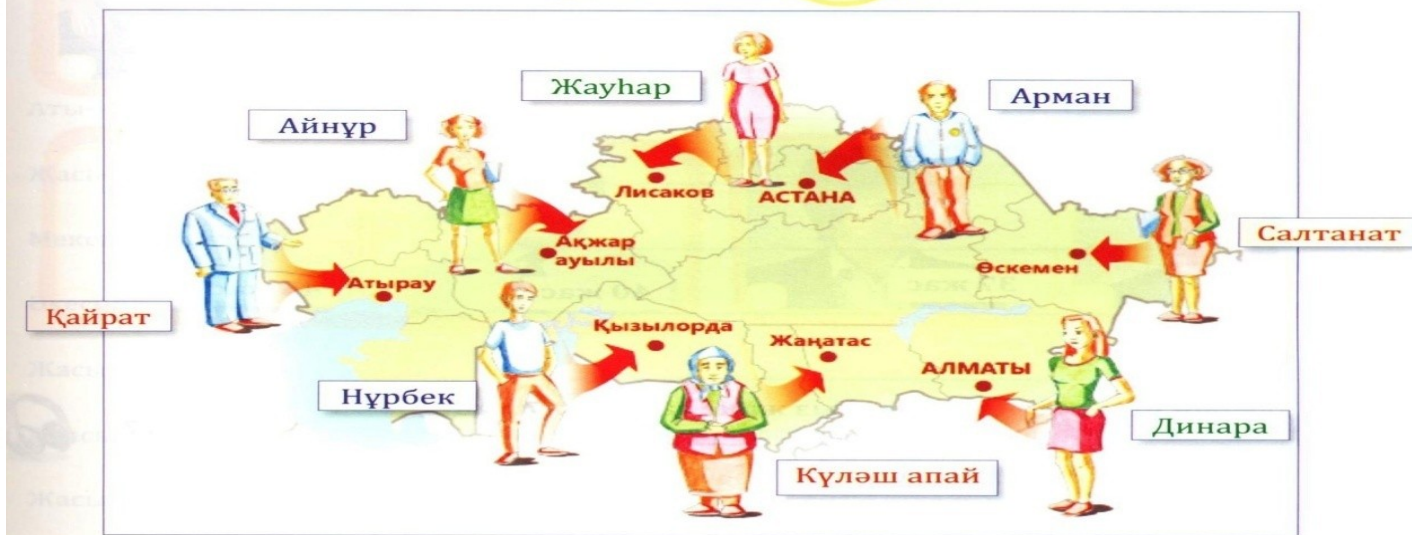 Жауһар
Арман
Айнұр
Лисаков
АСТАНА
Салтанат
Ақжар
ауылы
Өскемен
Атырау
Қайрат
Қызылорда
Жаңатас
АЛМАТЫ
Нұрбек
Динара
Күләш апай